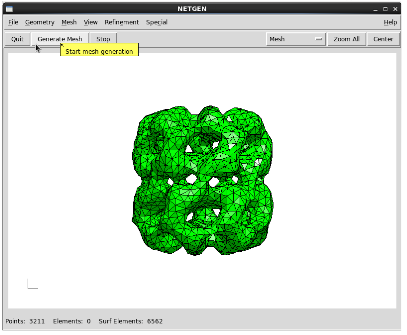 NETGEN
File Geometry Mesh View Refinement Special Help
Quit Generate Mesh Stop Mesh Zoom All Center
Start mesh generation
Points: 3211 Elements: 0 Surf Elements: 6562